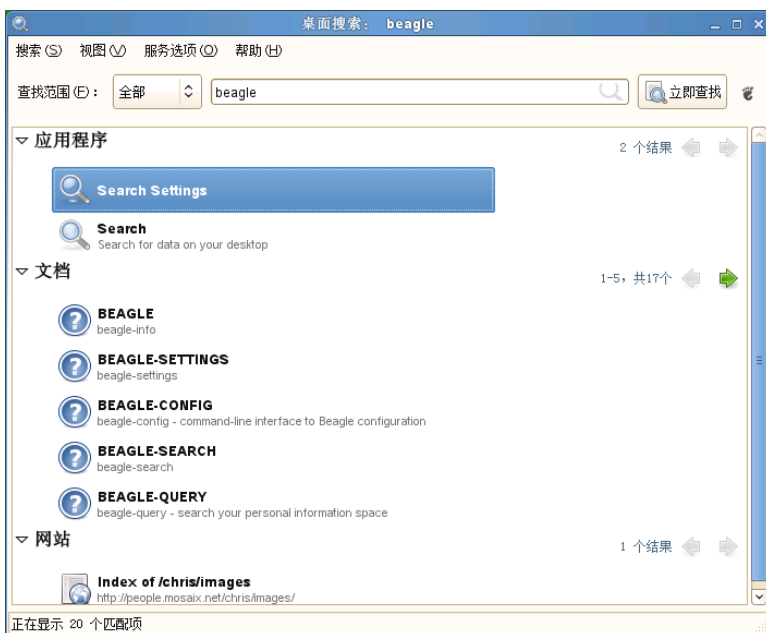 桌面搜索： beagle
搜索(S) 视图(V) 服务选项(O) 帮助(H)
查找范围(F)： 全部 beagle 立即查找
应用程序 2 个结果
Search Settings
Search
Search for data on your desktop
文档 1-5，共17个
BEAGLE
beagle-info
BEAGLE-SETTINGS
beagle-settings
BEAGLE-CONFIG
beagle-config - command-line interface to Beagle configuration
BEAGLE-SEARCH
beagle-search
BEAGLE-QUERY
beagle-query - search your personal information space
网站 1 个结果
Index of /chris/images
http://people.mosaix.net/chris/images/
正在显示 20 个匹配项